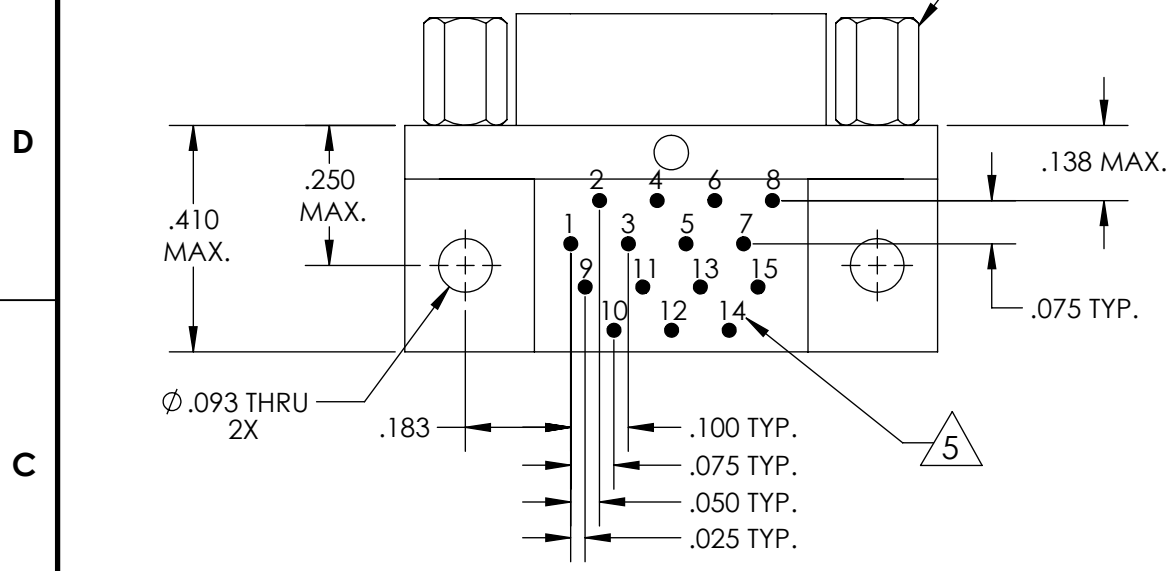 D
.138 MAX.
.250
MAX.
2 4 6 8
.410
MAX.
1 3 5 7
9 11 13 15
.075 TYP.
10 12 14
Ø .093 THRU
2X
.183
.100 TYP.
5
C
.075 TYP.
.050 TYP.
.025 TYP.